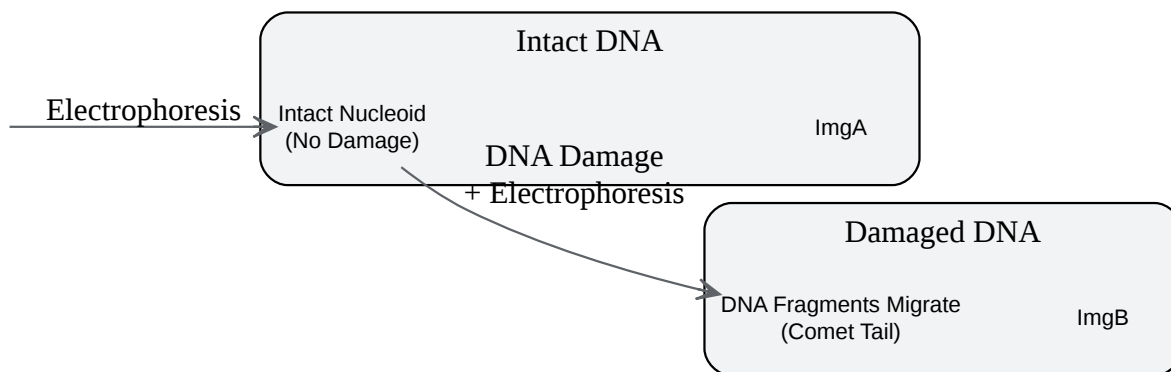 Intact DNA
Electrophoresis
Intact Nucleoid
(No Damage)
ImgA
DNA Damage
+ Electrophoresis
Damaged DNA
DNA Fragments Migrate
(Comet Tail)
ImgB